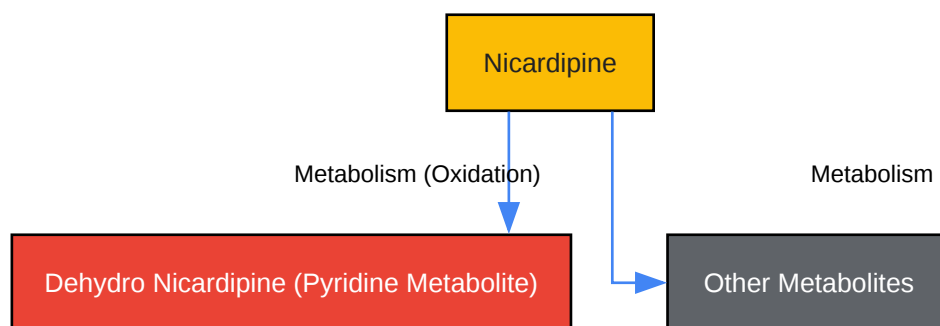 Nicardipine
Metabolism (Oxidation)
Metabolism
Dehydro Nicardipine (Pyridine Metabolite)
Other Metabolites